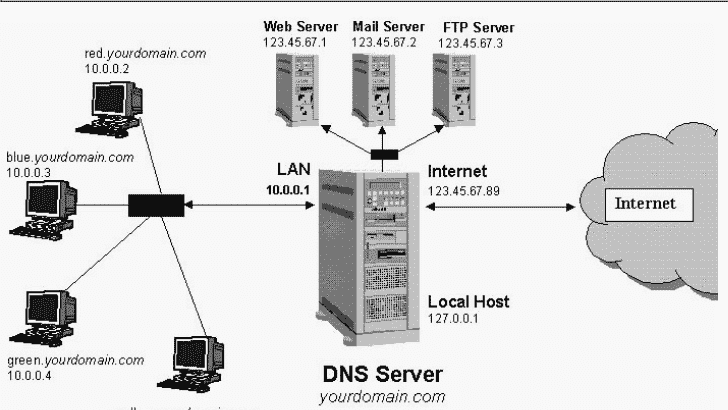 Web Server
123.45.67.1
Mail Server
123.45.67.2
FTP Server
123.45.67.3
red.yourdomain.com
10.0.0.2
blue.yourdomain.com
10.0.0.3
LAN
10.0.0.1
Internet
123.45.67.89
Internet
Local Host
127.0.0.1
green.yourdomain.com
10.0.0.4
DNS Server
yourdomain.com